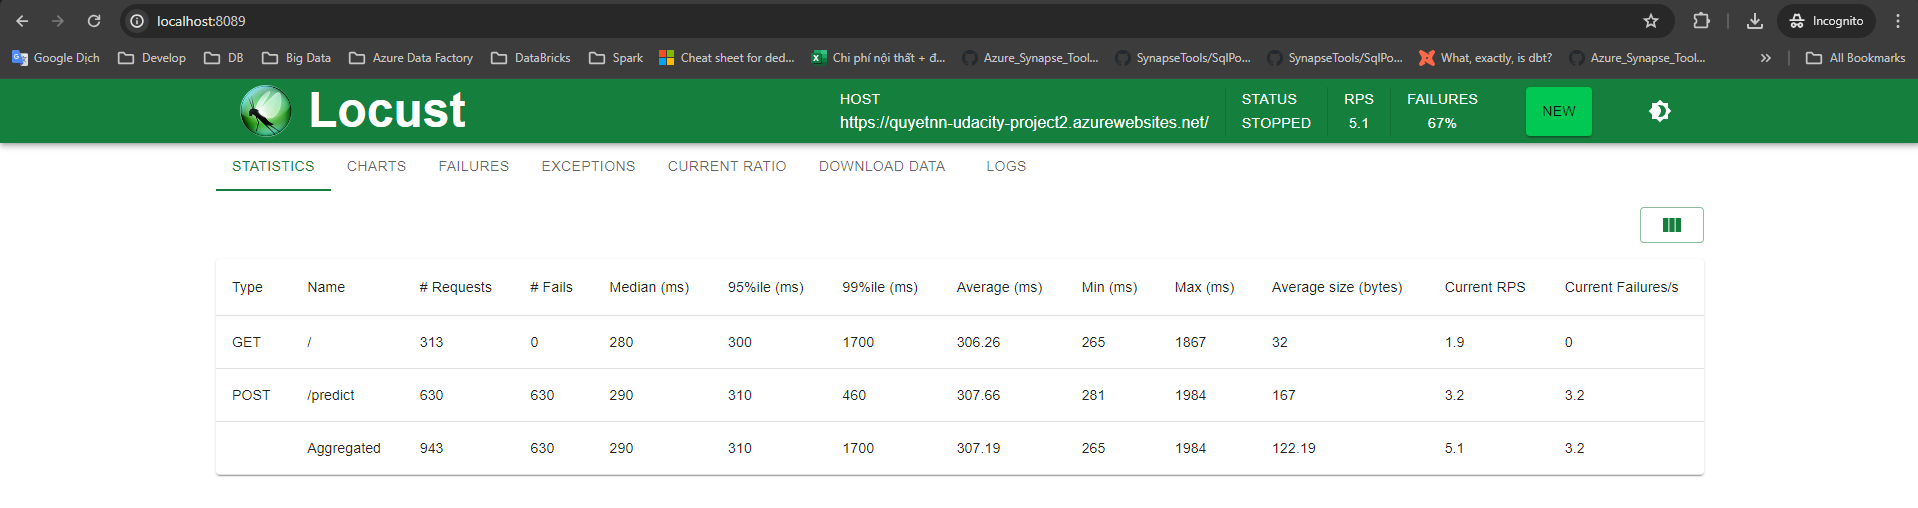 localhost:8089
Incognito
Google Dịch Develop DB Big Data Azure Data Factory DataBricks Spark Cheat sheet for ded... Chi phí nội thất + đ... Azure_Synapse_Tool... SynapseTools/SqlPo... SynapseTools/SqlPo... What, exactly, is dbt? Azure_Synapse_Tool... » All Bookmarks
Locust
HOST
https://quyetnn-udacity-project2.azurewebsites.net/
STATUS
STOPPED
RPS
5.1
FAILURES
67%
NEW
STATISTICS CHARTS FAILURES EXCEPTIONS CURRENT RATIO DOWNLOAD DATA LOGS
Type Name # Requests # Fails Median (ms) 95%ile (ms) 99%ile (ms) Average (ms) Min (ms) Max (ms) Average size (bytes) Current RPS Current Failures/s
GET / 313 0 280 300 1700 306.26 265 1867 32 1.9 0
POST /predict 630 630 290 310 460 307.66 281 1984 167 3.2 3.2
Aggregated 943 630 290 310 1700 307.19 265 1984 122.19 5.1 3.2